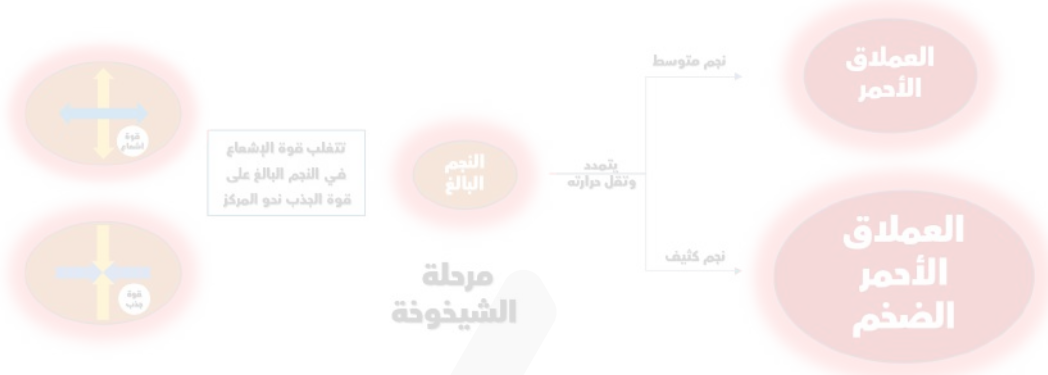 نجم متوسط
العملاق
الأحمر
قوة
اشعاع
تتغلب قوة الإشعاع
في النجم البالغ على
قوة الجذب نحو المركز
النجم
البالغ
يتمدد
وتقل حرارته
العملاق
الأحمر
الضخم
نجم كثيف
مرحلة
الشيخوخة
قوة
جذب